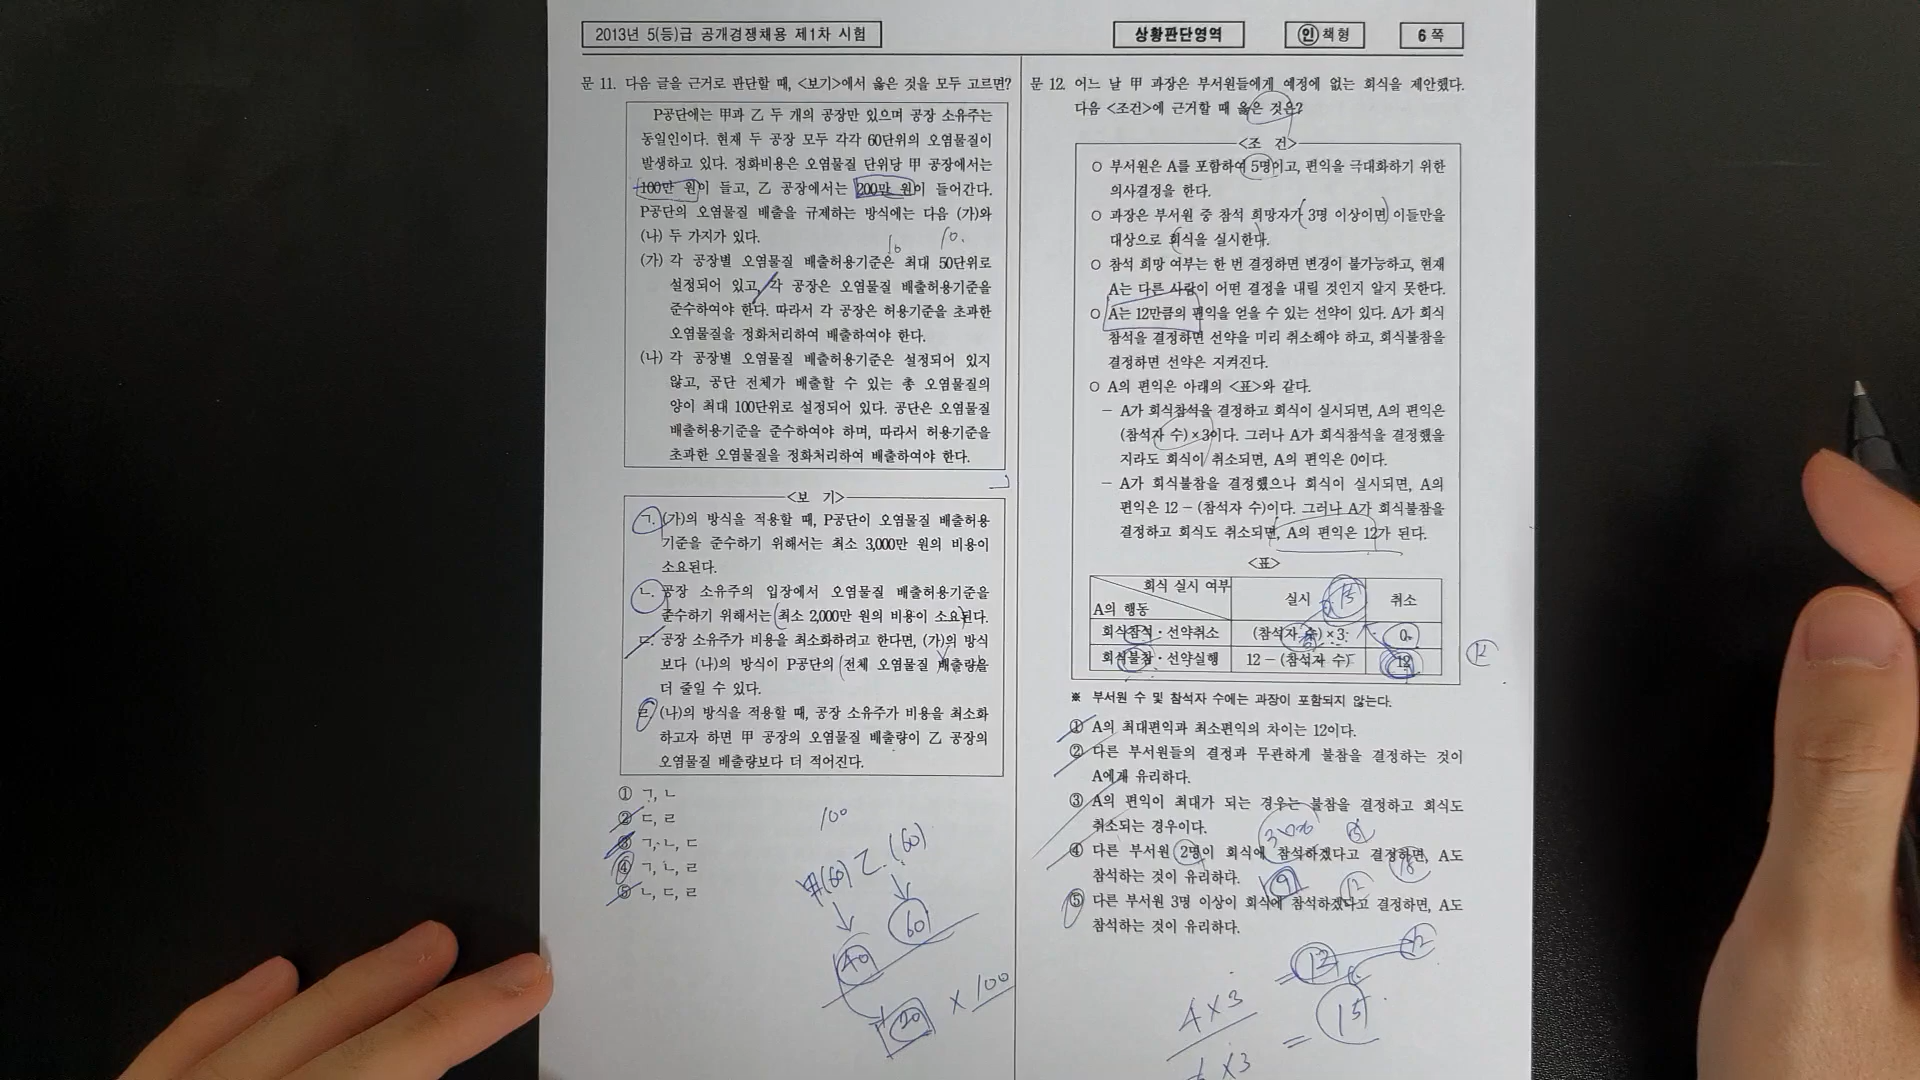 2013년 5(등)급 공개경쟁채용 제1차 시험
상황판단영역
인 책형
6 쪽
문 11. 다음 글을 근거로 판단할 때, <보기>에서 옳은 것을 모두 고르면?
P공단에는 甲과 乙 두 개의 공장만 있으며 공장 소유주는
동일인이다. 현재 두 공장 모두 각각 60단위의 오염물질이
발생하고 있다. 정화비용은 오염물질 단위당 甲 공장에서는
100만 원이 들고, 乙 공장에서는 200만 원이 들어간다.
P공단의 오염물질 배출을 규제하는 방식에는 다음 (가)와
(나) 두 가지가 있다.
10 10.
(가) 각 공장별 오염물질 배출허용기준은 최대 50단위로
설정되어 있고, 각 공장은 오염물질 배출허용기준을
준수하여야 한다. 따라서 각 공장은 허용기준을 초과한
오염물질을 정화처리하여 배출하여야 한다.
(나) 각 공장별 오염물질 배출허용기준은 설정되어 있지
않고, 공단 전체가 배출할 수 있는 총 오염물질의
양이 최대 100단위로 설정되어 있다. 공단은 오염물질
배출허용기준을 준수하여야 하며, 따라서 허용기준을
초과한 오염물질을 정화처리하여 배출하여야 한다.
<보 기>
ㄱ. (가)의 방식을 적용할 때, P공단이 오염물질 배출허용
기준을 준수하기 위해서는 최소 3,000만 원의 비용이
소요된다.
ㄴ. 공장 소유주의 입장에서 오염물질 배출허용기준을
준수하기 위해서는 최소 2,000만 원의 비용이 소요된다.
ㄷ. 공장 소유주가 비용을 최소화하려고 한다면, (가)의 방식
보다 (나)의 방식이 P공단의 전체 오염물질 배출량을
더 줄일 수 있다.
ㄹ. (나)의 방식을 적용할 때, 공장 소유주가 비용을 최소화
하고자 하면 甲 공장의 오염물질 배출량이 乙 공장의
오염물질 배출량보다 더 적어진다.
① ㄱ, ㄴ
② ㄷ, ㄹ
③ ㄱ, ㄴ, ㄷ
④ ㄱ, ㄴ, ㄹ
⑤ ㄴ, ㄷ, ㄹ
100
甲(60) 乙(60)
40 60
20 × 100
문 12. 어느 날 甲 과장은 부서원들에게 예정에 없는 회식을 제안했다.
다음 <조건>에 근거할 때 옳은 것은?
<조 건>
○ 부서원은 A를 포함하여 5명이고, 편익을 극대화하기 위한
의사결정을 한다.
○ 과장은 부서원 중 참석 희망자가 3명 이상이면 이들만을
대상으로 회식을 실시한다.
○ 참석 희망 여부는 한 번 결정하면 변경이 불가능하고, 현재
A는 다른 사람이 어떤 결정을 내릴 것인지 알지 못한다.
○ A는 12만큼의 편익을 얻을 수 있는 선약이 있다. A가 회식
참석을 결정하면 선약을 미리 취소해야 하고, 회식불참을
결정하면 선약은 지켜진다.
○ A의 편익은 아래의 <표>와 같다.
- A가 회식참석을 결정하고 회식이 실시되면, A의 편익은
(참석자 수)×3이다. 그러나 A가 회식참석을 결정했을
지라도 회식이 취소되면, A의 편익은 0이다.
- A가 회식불참을 결정했으나 회식이 실시되면, A의
편익은 12 - (참석자 수)이다. 그러나 A가 회식불참을
결정하고 회식도 취소되면, A의 편익은 12가 된다.
<표>
회식 실시 여부
A의 행동
실시 15 취소
회식참석·선약취소 (참석자 수)×3 0
회식불참·선약실행 12 - (참석자 수) 12
12
※ 부서원 수 및 참석자 수에는 과장이 포함되지 않는다.
① A의 최대편익과 최소편익의 차이는 12이다.
② 다른 부서원들의 결정과 무관하게 불참을 결정하는 것이
A에게 유리하다.
③ A의 편익이 최대가 되는 경우는 불참을 결정하고 회식도
취소되는 경우이다.
④ 다른 부서원 2명이 회식에 참석하겠다고 결정하면, A도
참석하는 것이 유리하다.
9 12
⑤ 다른 부서원 3명 이상이 회식에 참석하겠다고 결정하면, A도
참석하는 것이 유리하다.
4×3 = 12
×3 = 15